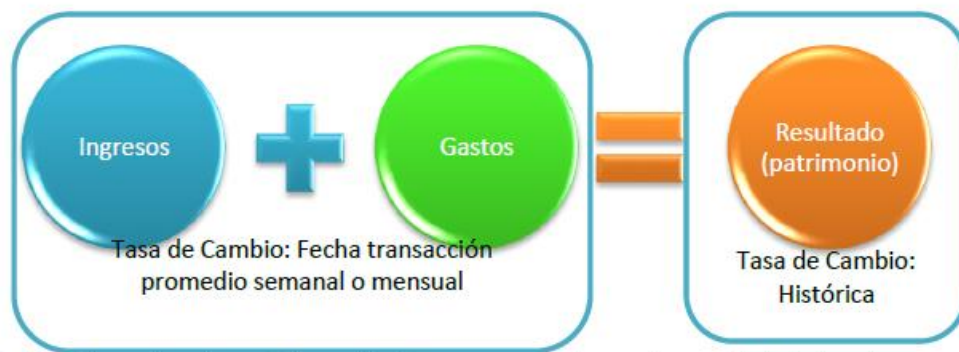 Ingresos
Gastos
Tasa de Cambio: Fecha transacción
promedio semanal o mensual
Resultado
(patrimonio)
Tasa de Cambio:
Histórica